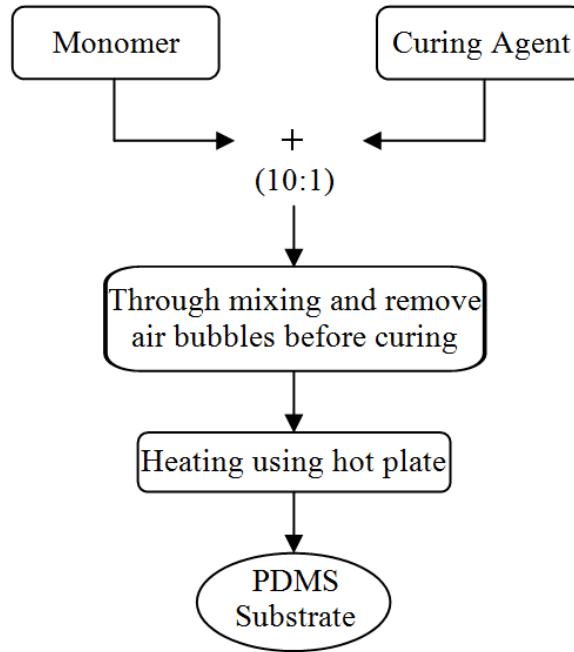 Monomer
Curing Agent
+
(10:1)
Through mixing and remove
air bubbles before curing
Heating using hot plate
PDMS
Substrate